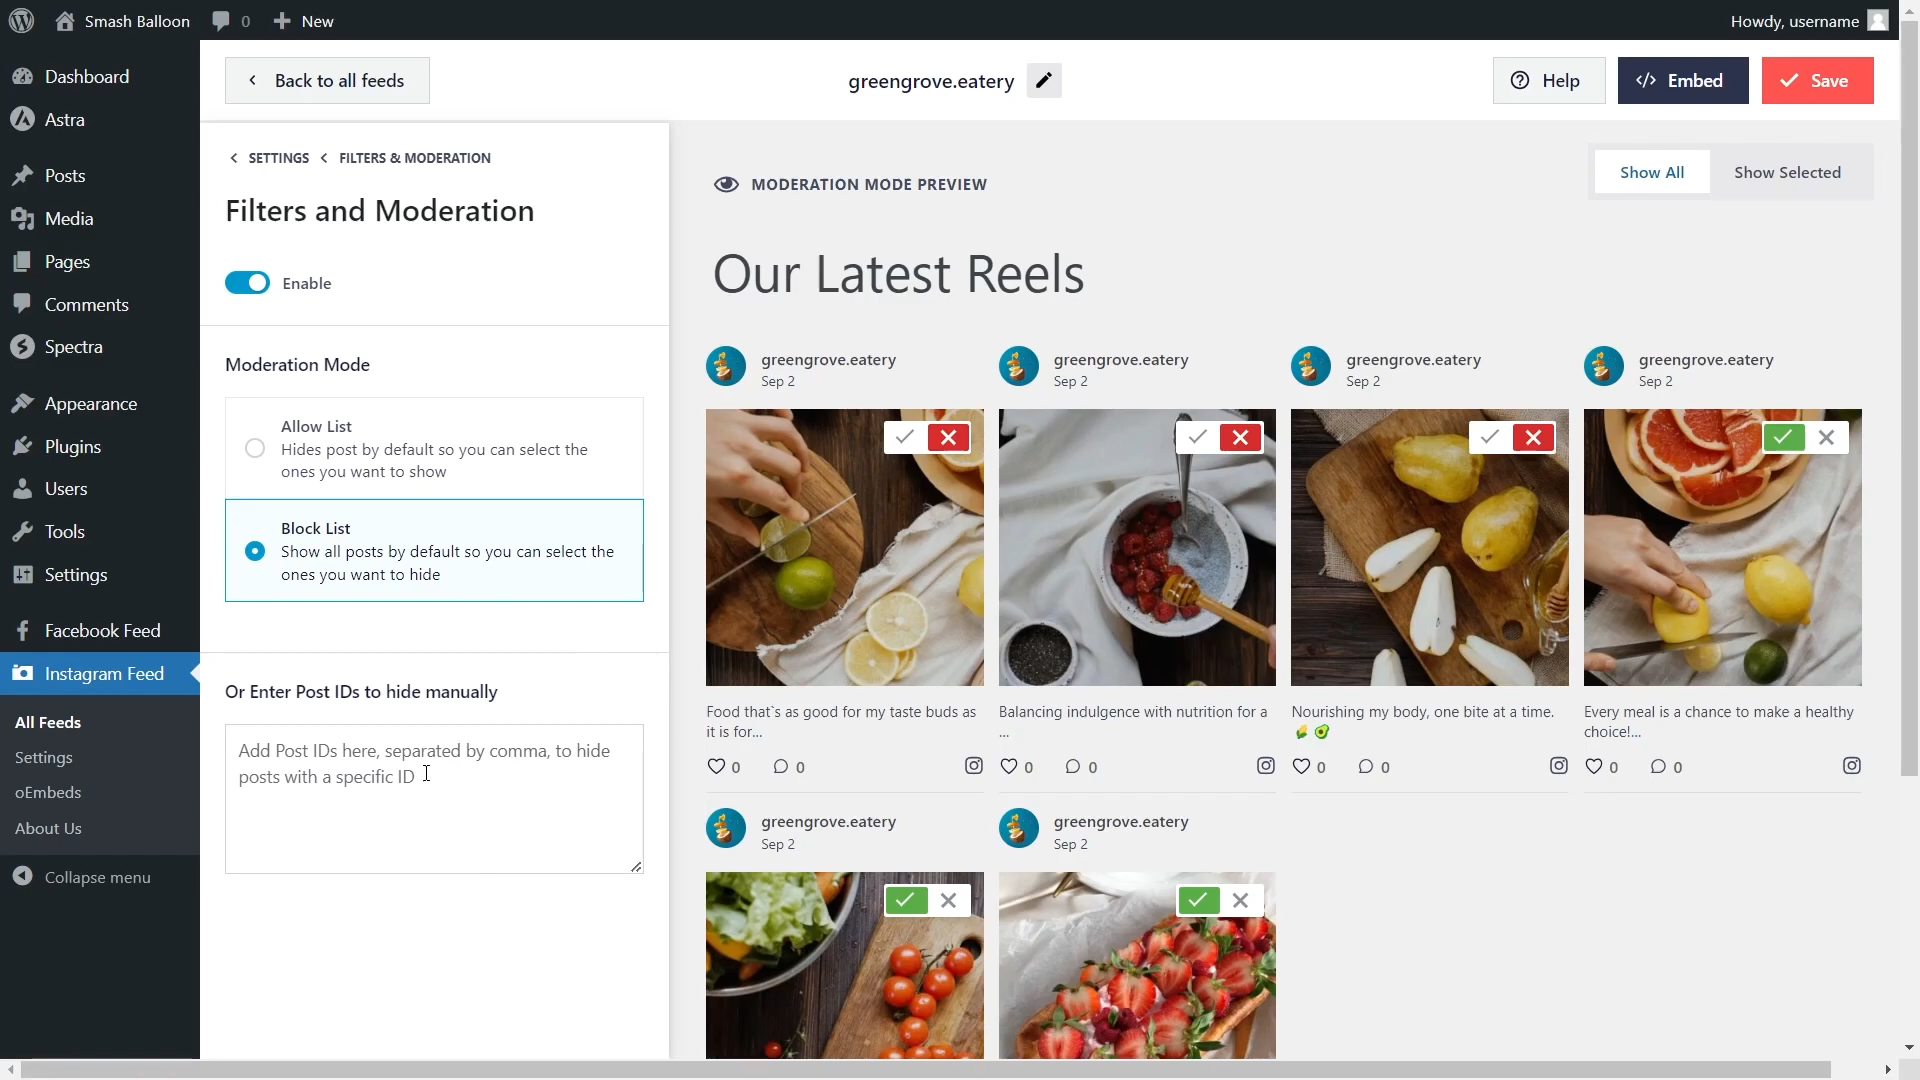 Smash Balloon
0
New
Howdy, username
Dashboard
Astra
Posts
Media
Pages
Comments
Spectra
Appearance
Plugins
Users
Tools
Settings
Facebook Feed
Instagram Feed
All Feeds
Settings
oEmbeds
About Us
Collapse menu
Back to all feeds
greengrove.eatery
Help
Embed
Save
SETTINGS
FILTERS & MODERATION
Filters and Moderation
Enable
Moderation Mode
Allow List
Hides post by default so you can select the
ones you want to show
Block List
Show all posts by default so you can select the
ones you want to hide
Or Enter Post IDs to hide manually
Add Post IDs here, separated by comma, to hide
posts with a specific ID
MODERATION MODE PREVIEW
Show All
Show Selected
Our Latest Reels
greengrove.eatery
Sep 2
Food that`s as good for my taste buds as
it is for...
0
0
greengrove.eatery
Sep 2
Balancing indulgence with nutrition for a
...
0
0
greengrove.eatery
Sep 2
Nourishing my body, one bite at a time.
🌽 🥑
0
0
greengrove.eatery
Sep 2
Every meal is a chance to make a healthy
choice!...
0
0
greengrove.eatery
Sep 2
greengrove.eatery
Sep 2